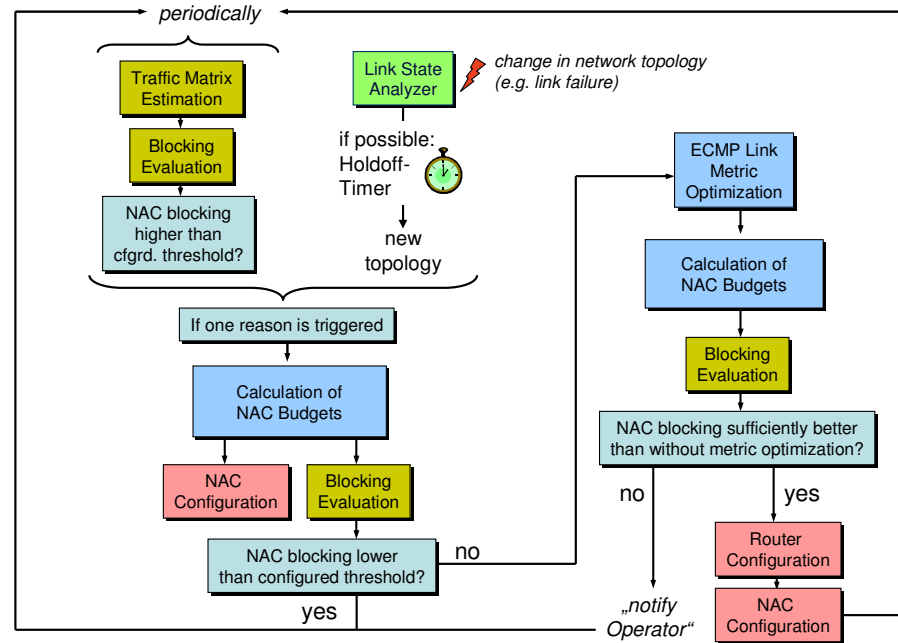 periodically
Traffic Matrix
Estimation
Blocking
Evaluation
NAC blocking
higher than
cfgrd. threshold?
Link State
Analyzer
change in network topology
(e.g. link failure)
if possible:
Holdoff-
Timer
new
topology
If one reason is triggered
Calculation of
NAC Budgets
NAC
Configuration
Blocking
Evaluation
NAC blocking lower
than configured threshold?
no
yes
ECMP Link
Metric
Optimization
Calculation of
NAC Budgets
Blocking
Evaluation
NAC blocking sufficiently better
than without metric optimization?
no
yes
„notify
Operator“
Router
Configuration
NAC
Configuration